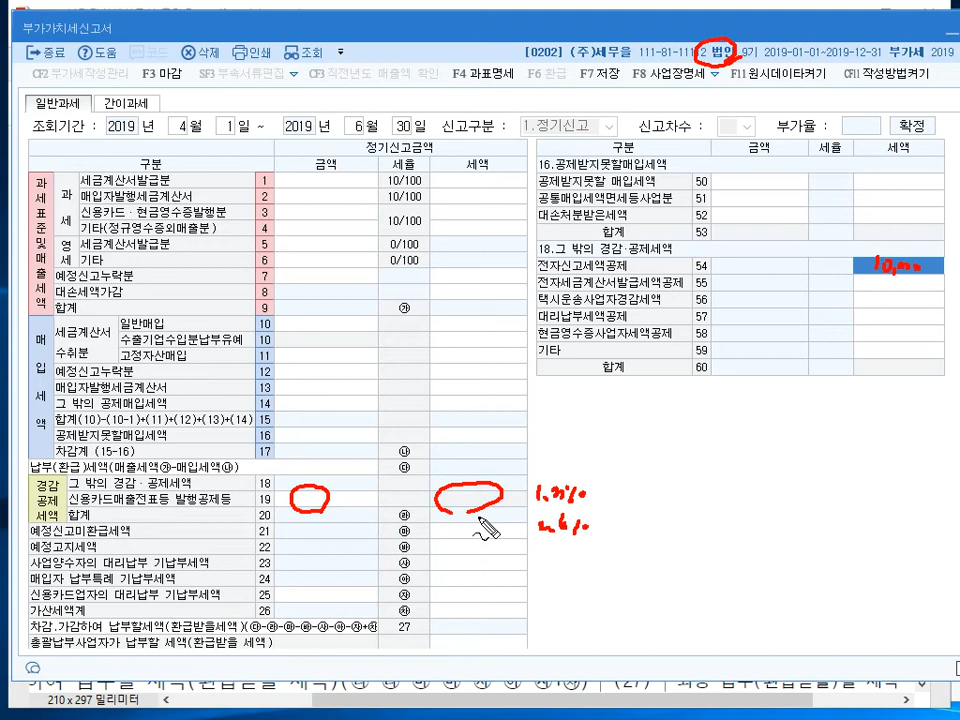 부가가치세신고서
종료 도움 코드 삭제 인쇄 조회 [0202] (주)세무을 111-81-11112 법인 9기 2019-01-01~2019-12-31 부가세 2019
CF2 부가세작성관리 F3 마감 SF3 부속서류편집 CF3 직전년도 매출액 확인 F4 과표명세 F6 환급 F7 저장 F8 사업장명세 F11 원시데이타켜기 CF11 작성방법켜기
일반과세 간이과세
조회기간 : 2019 년 4 월 1 일 ~ 2019 년 6 월 30 일 신고구분 : 1.정기신고 신고차수 : 부가율 : 확정
정기신고금액
구분 금액 세율 세액
과세표준및매출세액
과세
세금계산서발급분 1 10/100
매입자발행세금계산서 2 10/100
신용카드·현금영수증발행분 3 10/100
기타(정규영수증외매출분) 4
영세
세금계산서발급분 5 0/100
기타 6 0/100
예정신고누락분 7
대손세액가감 8
합계 9 ㉮
매입세액
세금계산서수취분
일반매입 10
수출기업수입분납부유예 10
고정자산매입 11
예정신고누락분 12
매입자발행세금계산서 13
그 밖의 공제매입세액 14
합계(10)-(10-1)+(11)+(12)+(13)+(14) 15
공제받지못할매입세액 16
차감계 (15-16) 17 ㉯
납부(환급)세액(매출세액㉮-매입세액㉯) ㉰
경감공제세액
그 밖의 경감·공제세액 18
신용카드매출전표등 발행공제등 19
합계 20 ㉱
예정신고미환급세액 21 ㉲
예정고지세액 22 ㉳
사업양수자의 대리납부 기납부세액 23 ㉴
매입자 납부특례 기납부세액 24 ㉵
신용카드업자의 대리납부 기납부세액 25 ㉶
가산세액계 26 ㉷
차감.가감하여 납부할세액(환급받을세액)(㉰-㉱-㉲-㉳-㉴-㉵-㉶+㉷ 27
총괄납부사업자가 납부할 세액(환급받을 세액)
구분 금액 세율 세액
16.공제받지못할매입세액
공제받지못할 매입세액 50
공통매입세액면세등사업분 51
대손처분받은세액 52
합계 53
18.그 밖의 경감·공제세액
전자신고세액공제 54
전자세금계산서발급세액공제 55
택시운송사업자경감세액 56
대리납부세액공제 57
현금영수증사업자세액공제 58
기타 59
합계 60
210 x 297 밀리미터